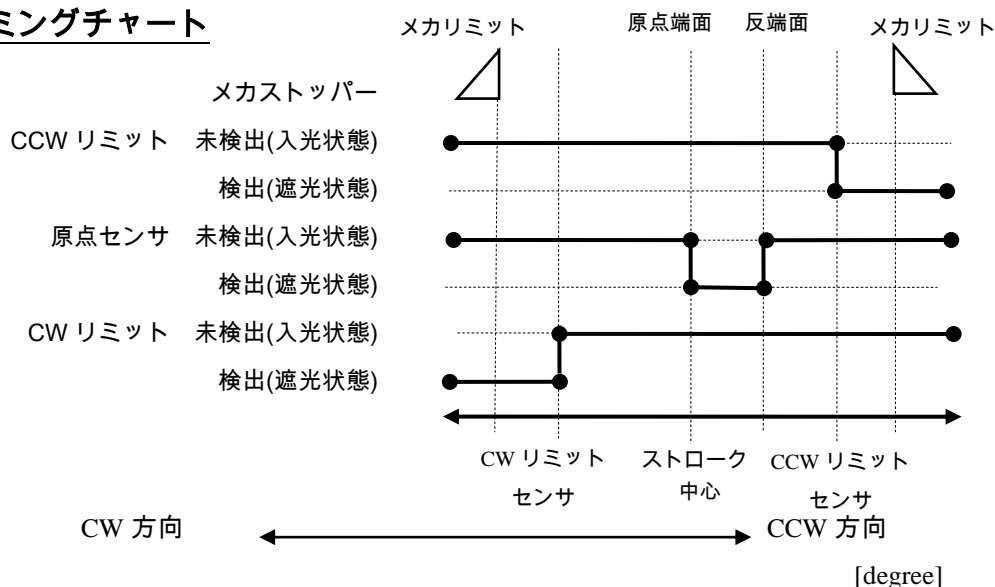 ミングチャート
メカリミット 原点端面 反端面 メカリミット
メカストッパー
CCW リミット 未検出(入光状態)
検出(遮光状態)
原点センサ 未検出(入光状態)
検出(遮光状態)
CW リミット 未検出(入光状態)
検出(遮光状態)
CW リミット ストローク CCW リミット
センサ 中心 センサ
CW 方向 CCW 方向
[degree]